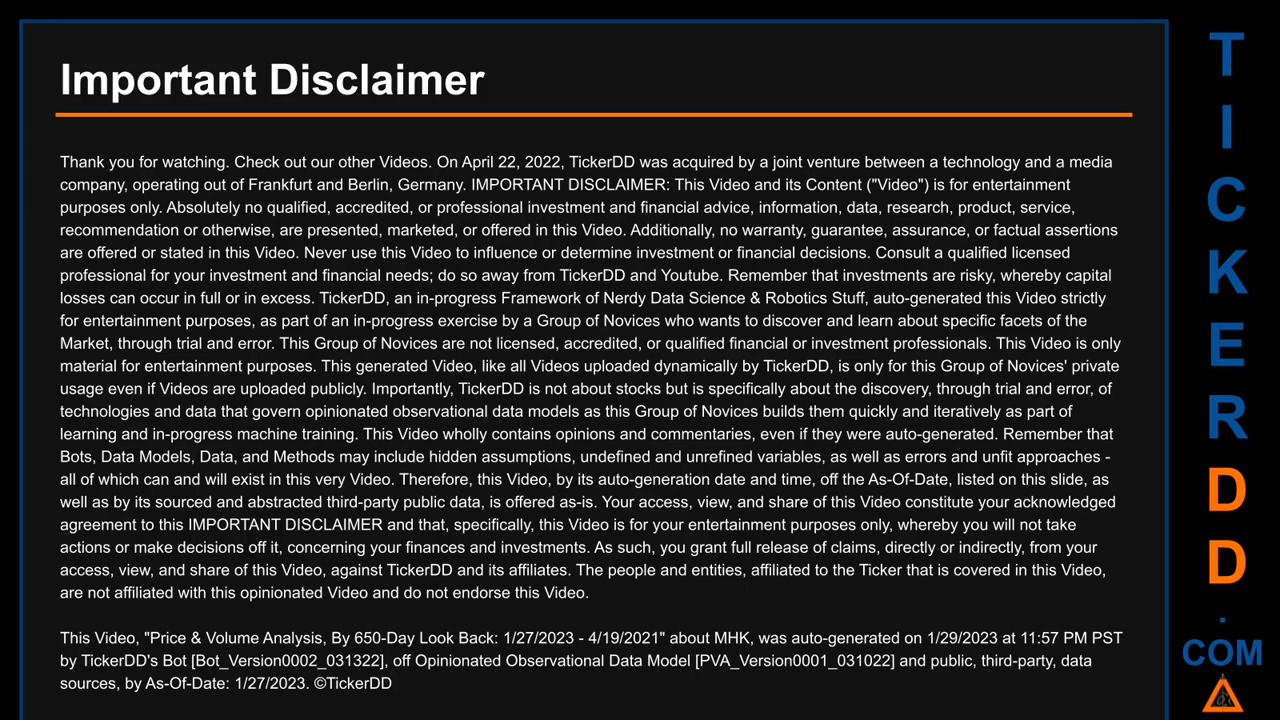 Important Disclaimer
Thank you for watching. Check out our other Videos. On April 22, 2022, TickerDD was acquired by a joint venture between a technology and a media
company, operating out of Frankfurt and Berlin, Germany. IMPORTANT DISCLAIMER: This Video and its Content ("Video") is for entertainment
purposes only. Absolutely no qualified, accredited, or professional investment and financial advice, information, data, research, product, service,
recommendation or otherwise, are presented, marketed, or offered in this Video. Additionally, no warranty, guarantee, assurance, or factual assertions
are offered or stated in this Video. Never use this Video to influence or determine investment or financial decisions. Consult a qualified licensed
professional for your investment and financial needs; do so away from TickerDD and Youtube. Remember that investments are risky, whereby capital
losses can occur in full or in excess. TickerDD, an in-progress Framework of Nerdy Data Science & Robotics Stuff, auto-generated this Video strictly
for entertainment purposes, as part of an in-progress exercise by a Group of Novices who wants to discover and learn about specific facets of the
Market, through trial and error. This Group of Novices are not licensed, accredited, or qualified financial or investment professionals. This Video is only
material for entertainment purposes. This generated Video, like all Videos uploaded dynamically by TickerDD, is only for this Group of Novices' private
usage even if Videos are uploaded publicly. Importantly, TickerDD is not about stocks but is specifically about the discovery, through trial and error, of
technologies and data that govern opinionated observational data models as this Group of Novices builds them quickly and iteratively as part of
learning and in-progress machine training. This Video wholly contains opinions and commentaries, even if they were auto-generated. Remember that
Bots, Data Models, Data, and Methods may include hidden assumptions, undefined and unrefined variables, as well as errors and unfit approaches -
all of which can and will exist in this very Video. Therefore, this Video, by its auto-generation date and time, off the As-Of-Date, listed on this slide, as
well as by its sourced and abstracted third-party public data, is offered as-is. Your access, view, and share of this Video constitute your acknowledged
agreement to this IMPORTANT DISCLAIMER and that, specifically, this Video is for your entertainment purposes only, whereby you will not take
actions or make decisions off it, concerning your finances and investments. As such, you grant full release of claims, directly or indirectly, from your
access, view, and share of this Video, against TickerDD and its affiliates. The people and entities, affiliated to the Ticker that is covered in this Video,
are not affiliated with this opinionated Video and do not endorse this Video.
This Video, "Price & Volume Analysis, By 650-Day Look Back: 1/27/2023 - 4/19/2021" about MHK, was auto-generated on 1/29/2023 at 11:57 PM PST
by TickerDD's Bot [Bot_Version0002_031322], off Opinionated Observational Data Model [PVA_Version0001_031022] and public, third-party, data
sources, by As-Of-Date: 1/27/2023. ©TickerDD
T
I
C
K
E
R
D
D
.
COM